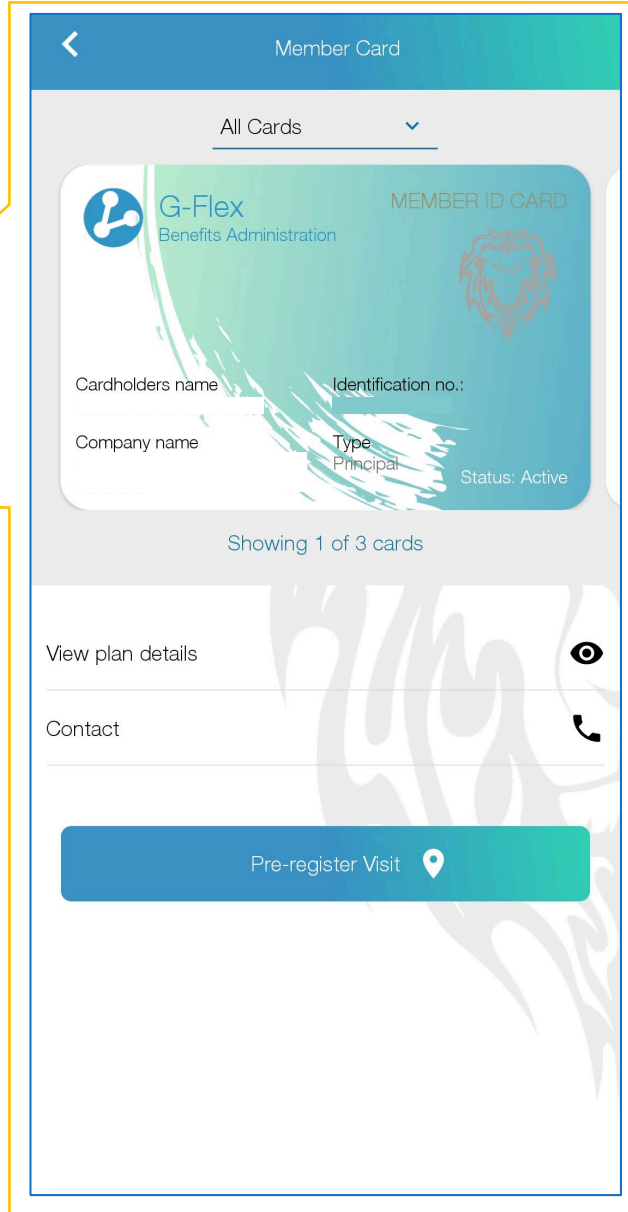 Member Card
All Cards
G-Flex
Benefits Administration
MEMBER ID CARD
Cardholders name
Identification no.:
Company name
Type
Principal
Status: Active
Showing 1 of 3 cards
View plan details
Contact
Pre-register Visit